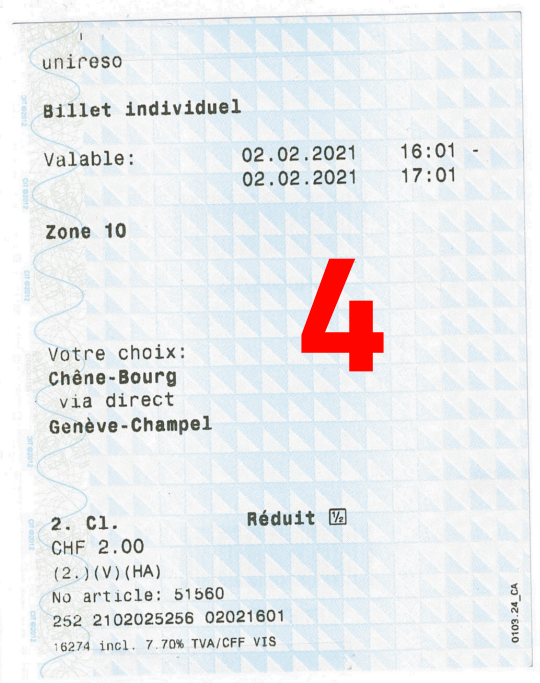 unireso
Billet individuel
Valable: 02.02.2021 16:01 -
02.02.2021 17:01
Zone 10
4
Votre choix:
Chêne-Bourg
via direct
Genève-Champel
2. Cl. Réduit ½
CHF 2.00
(2.)(V)(HA)
No article: 51560
252 2102025256 02021601
16274 incl. 7.70% TVA/CFF VIS
0103.24_CA